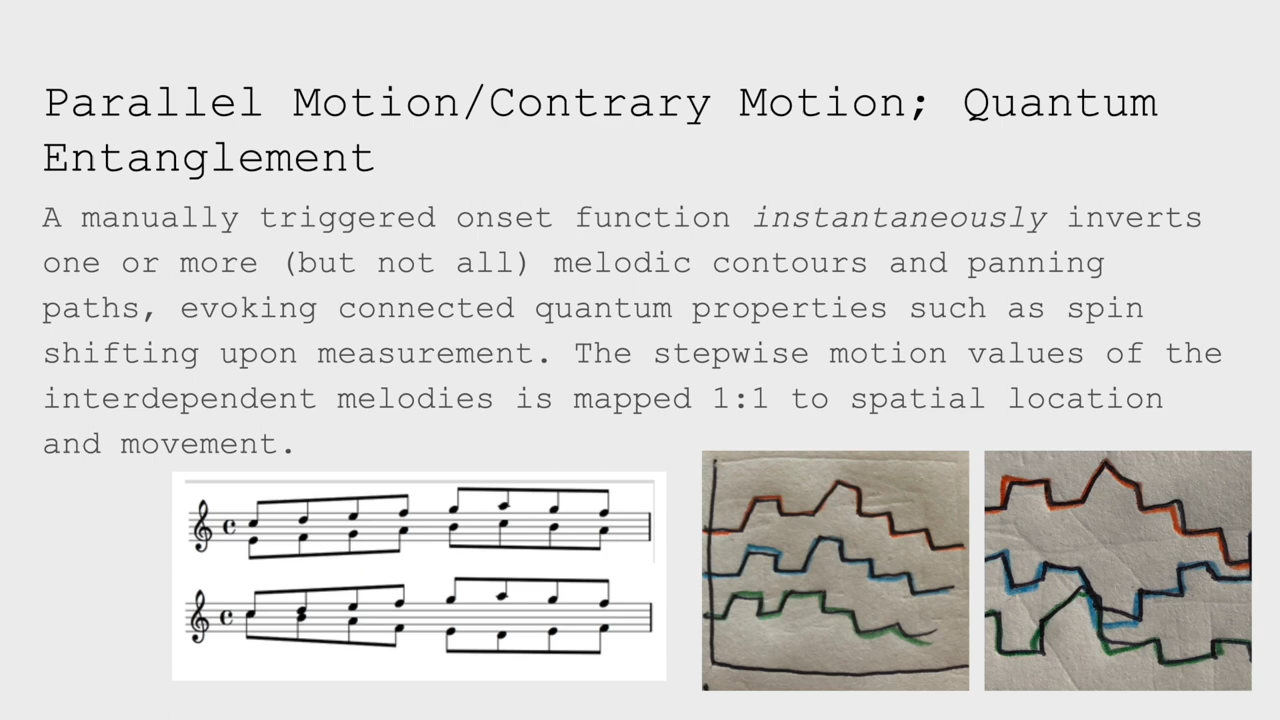 Parallel Motion/Contrary Motion; Quantum
Entanglement
A manually triggered onset function instantaneously inverts
one or more (but not all) melodic contours and panning
paths, evoking connected quantum properties such as spin
shifting upon measurement. The stepwise motion values of the
interdependent melodies is mapped 1:1 to spatial location
and movement.